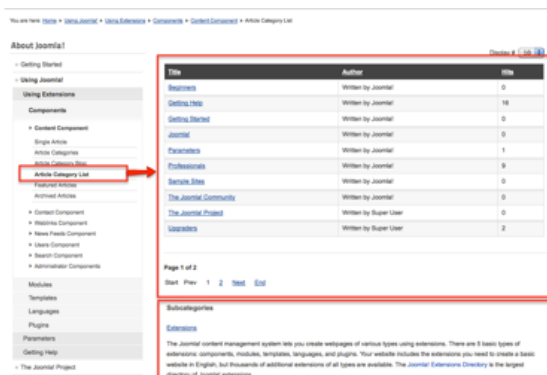 You are here: Home ▸ Using Joomla! ▸ Using Extensions ▸ Components ▸ Content Component ▸ Article Category List
About Joomla!
Display # 10
Getting Started
Using Joomla!
Using Extensions
Components
Content Component
Single Article
Article Categories
Article Category Blog
Article Category List
Featured Articles
Archived Articles
Contact Component
Weblinks Component
News Feeds Component
Users Component
Search Component
Administrator Components
Modules
Templates
Languages
Plugins
Parameters
Getting Help
The Joomla! Project
Title Author Hits
Beginners Written by Joomla! 0
Getting Help Written by Joomla! 16
Getting Started Written by Joomla! 0
Joomla! Written by Joomla! 0
Parameters Written by Joomla! 1
Professionals Written by Joomla! 9
Sample Sites Written by Joomla! 0
The Joomla! Community Written by Joomla! 0
The Joomla! Project Written by Super User 0
Upgraders Written by Super User 2
Page 1 of 2
Start Prev 1 2 Next End
Subcategories
Extensions
The Joomla! content management system lets you create webpages of various types using extensions. There are 5 basic types of
extensions: components, modules, templates, languages, and plugins. Your website includes the extensions you need to create a basic
website in English, but thousands of additional extensions of all types are available. The Joomla! Extensions Directory is the largest
directory of Joomla! extensions.